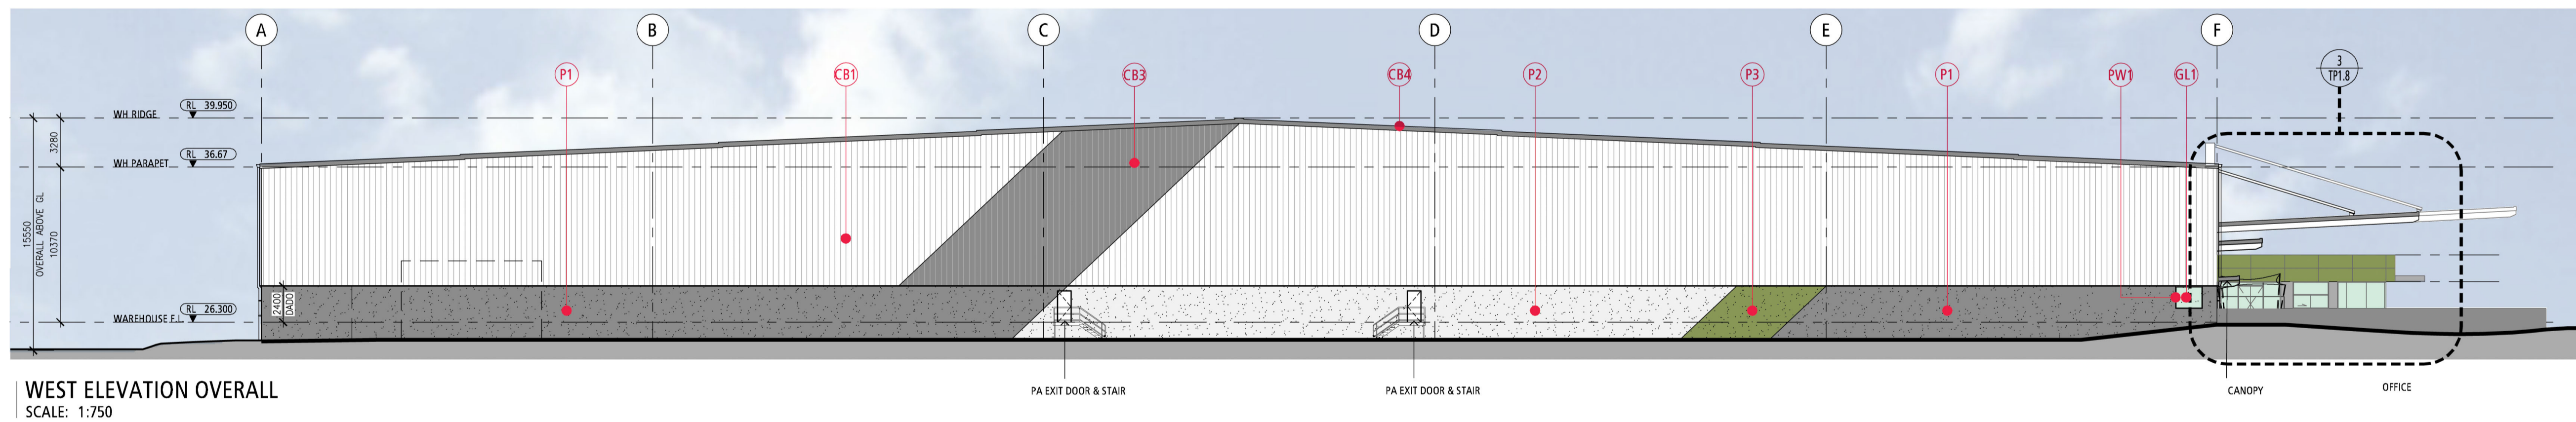 A
B
C
D
E
F
P1
CB1
CB3
CB4
P2
P3
P1
PW1
GL1
3
TP1.8
WH RIDGE
RL 39.950
3280
WH PARAPET
RL 36.67
15550
OVERALL ABOVE GL
10370
2400
DADO
WAREHOUSE F.L.
RL 26.300
PA EXIT DOOR & STAIR
PA EXIT DOOR & STAIR
CANOPY
OFFICE
WEST ELEVATION OVERALL
SCALE: 1:750